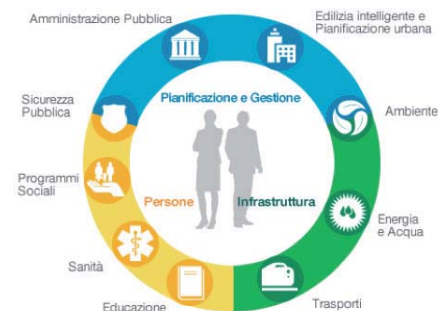 Amministrazione Pubblica
Edilizia intelligente e
Pianificazione urbana
Sicurezza
Pubblica
Pianificazione e Gestione
Ambiente
Programmi
Sociali
Persone
Infrastruttura
Energia
e Acqua
Sanità
Educazione
Trasporti